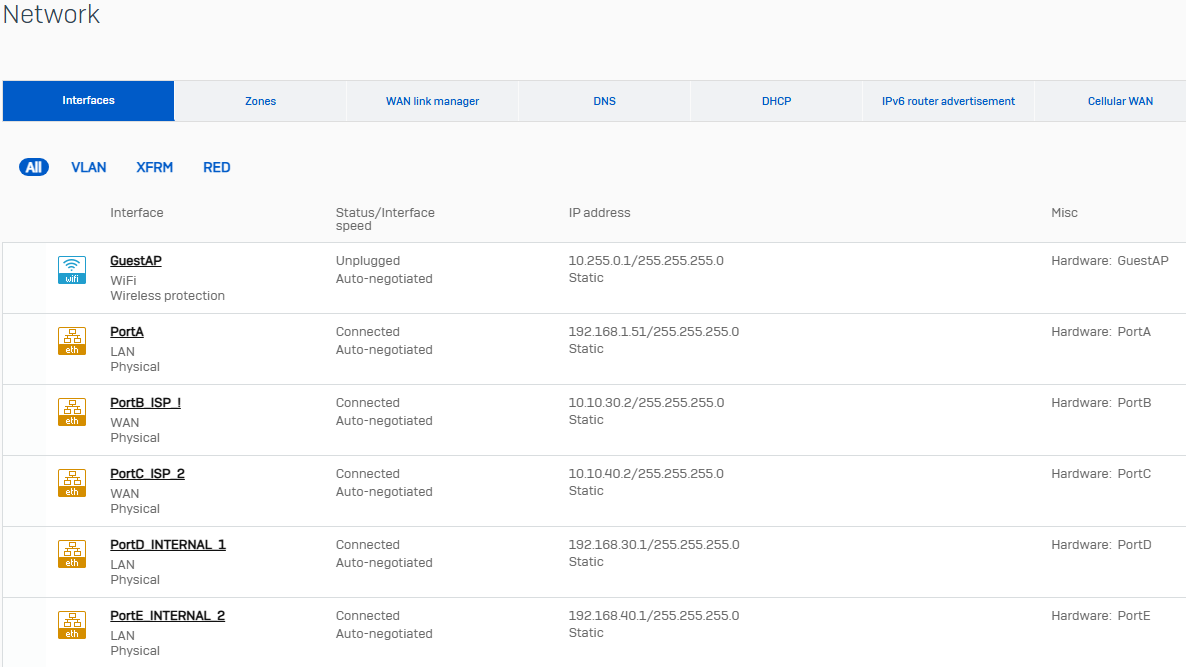 Network
Interfaces Zones WAN link manager DNS DHCP IPv6 router advertisement Cellular WAN
All VLAN XFRM RED
Interface Status/Interface speed IP address Misc
GuestAP Unplugged 10.255.0.1/255.255.255.0 Hardware: GuestAP
wifi WiFi Auto-negotiated Static
Wireless protection
PortA Connected 192.168.1.51/255.255.255.0 Hardware: PortA
eth LAN Auto-negotiated Static
Physical
PortB_ISP_! Connected 10.10.30.2/255.255.255.0 Hardware: PortB
eth WAN Auto-negotiated Static
Physical
PortC_ISP_2 Connected 10.10.40.2/255.255.255.0 Hardware: PortC
eth WAN Auto-negotiated Static
Physical
PortD_INTERNAL_1 Connected 192.168.30.1/255.255.255.0 Hardware: PortD
eth LAN Auto-negotiated Static
Physical
PortE_INTERNAL_2 Connected 192.168.40.1/255.255.255.0 Hardware: PortE
eth LAN Auto-negotiated Static
Physical